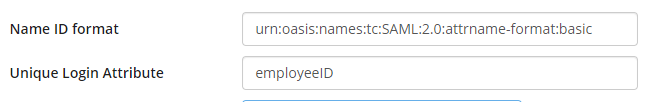 Name ID format urn:oasis:names:tc:SAML:2.0:attrname-format:basic
Unique Login Attribute employeeID